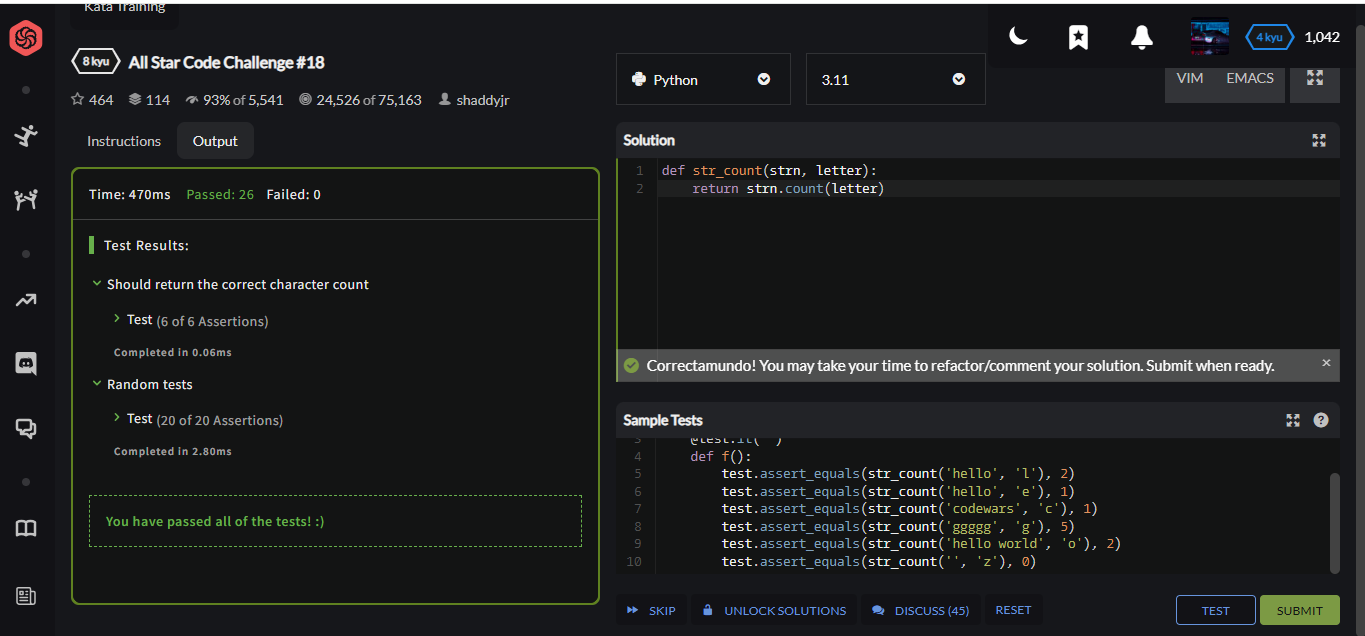 Kata Training
8 kyu All Star Code Challenge #18
464 114 93% of 5,541 24,526 of 75,163 shaddyjr
4 kyu 1,042
Python 3.11 VIM EMACS
Instructions Output
Time: 470ms Passed: 26 Failed: 0
Test Results:
Should return the correct character count
Test (6 of 6 Assertions)
Completed in 0.06ms
Random tests
Test (20 of 20 Assertions)
Completed in 2.80ms
You have passed all of the tests! :)
Solution
1 def str_count(strn, letter):
2 return strn.count(letter)
Correctamundo! You may take your time to refactor/comment your solution. Submit when ready. ×
Sample Tests ?
3 @test.it(' ')
4 def f():
5 test.assert_equals(str_count('hello', 'l'), 2)
6 test.assert_equals(str_count('hello', 'e'), 1)
7 test.assert_equals(str_count('codewars', 'c'), 1)
8 test.assert_equals(str_count('ggggg', 'g'), 5)
9 test.assert_equals(str_count('hello world', 'o'), 2)
10 test.assert_equals(str_count('', 'z'), 0)
SKIP UNLOCK SOLUTIONS DISCUSS (45) RESET TEST SUBMIT